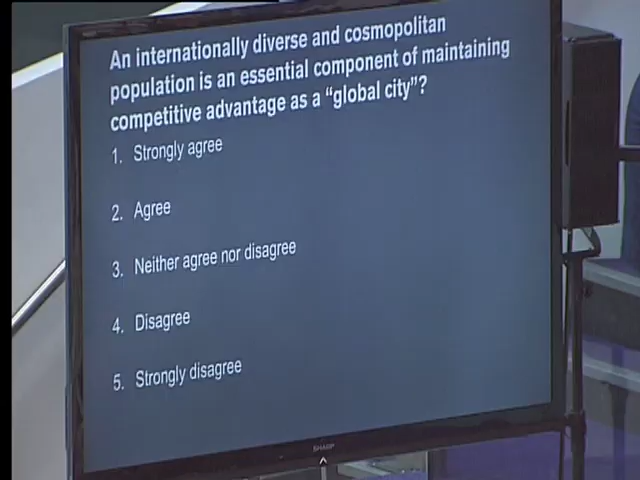 An internationally diverse and cosmopolitan
population is an essential component of maintaining
competitive advantage as a “global city”?
1. Strongly agree
2. Agree
3. Neither agree nor disagree
4. Disagree
5. Strongly disagree
SHARP